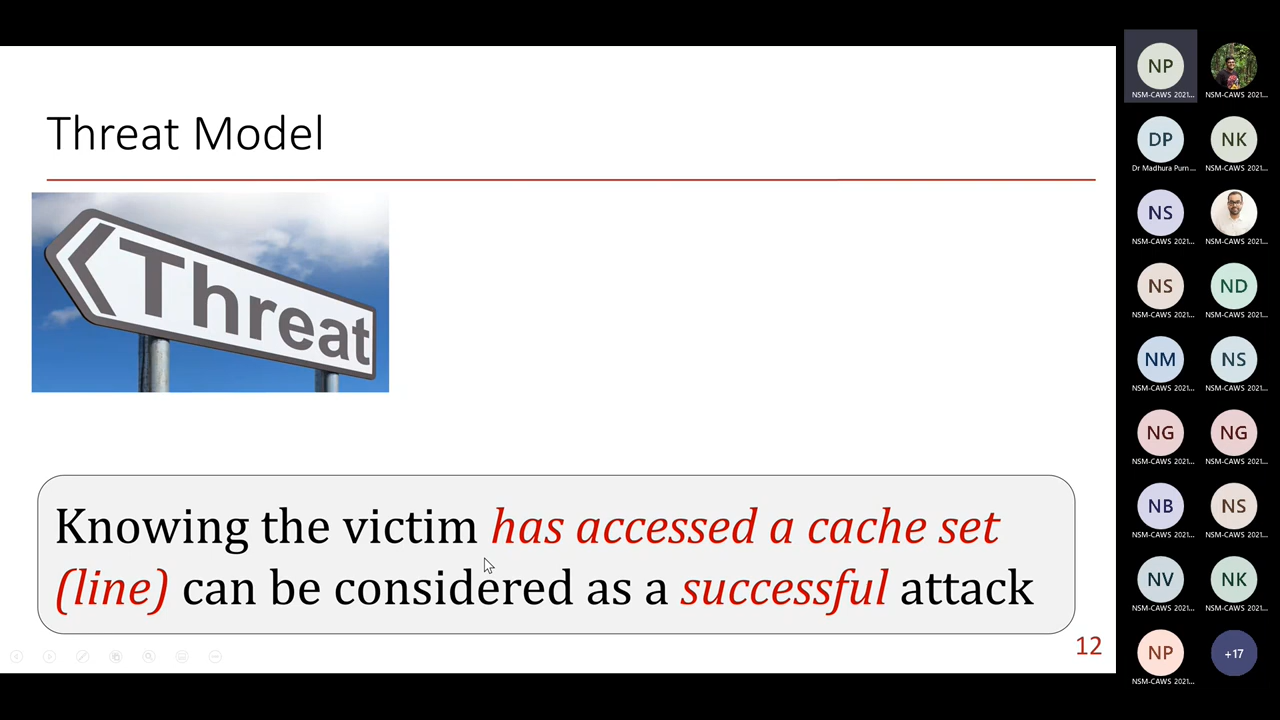 Threat Model
Threat
Knowing the victim has accessed a cache set
(line) can be considered as a successful attack
12
NP
NSM-CAWS 2021...
NSM-CAWS 2021...
DP
NK
Dr Madhura Purn...
NSM-CAWS 2021...
NS
NSM-CAWS 2021...
NSM-CAWS 2021...
NS
ND
NSM-CAWS 2021...
NSM-CAWS 2021...
NM
NS
NSM-CAWS 2021...
NSM-CAWS 2021...
NG
NG
NSM-CAWS 2021...
NSM-CAWS 2021...
NB
NS
NSM-CAWS 2021...
NSM-CAWS 2021...
NV
NK
NSM-CAWS 2021...
NSM-CAWS 2021...
NP
+17
NSM-CAWS 2021...